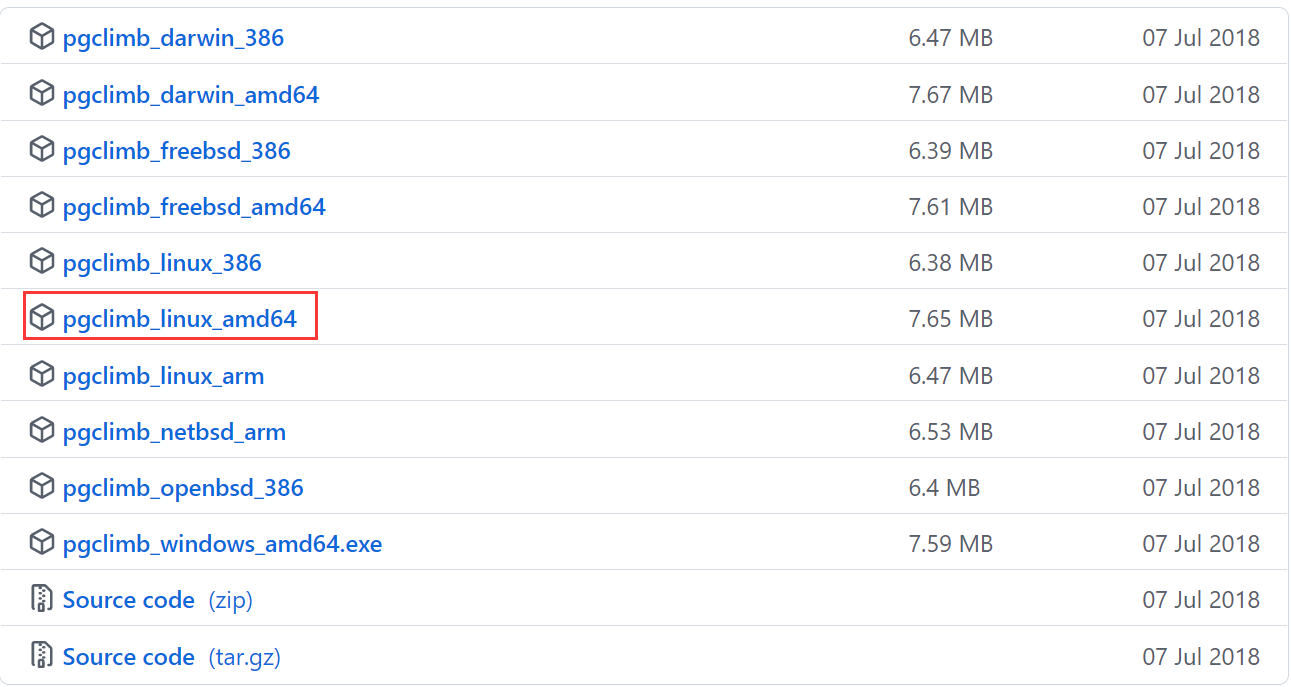 pgclimb_darwin_386 6.47 MB 07 Jul 2018
pgclimb_darwin_amd64 7.67 MB 07 Jul 2018
pgclimb_freebsd_386 6.39 MB 07 Jul 2018
pgclimb_freebsd_amd64 7.61 MB 07 Jul 2018
pgclimb_linux_386 6.38 MB 07 Jul 2018
pgclimb_linux_amd64 7.65 MB 07 Jul 2018
pgclimb_linux_arm 6.47 MB 07 Jul 2018
pgclimb_netbsd_arm 6.53 MB 07 Jul 2018
pgclimb_openbsd_386 6.4 MB 07 Jul 2018
pgclimb_windows_amd64.exe 7.59 MB 07 Jul 2018
Source code (zip) 07 Jul 2018
Source code (tar.gz) 07 Jul 2018